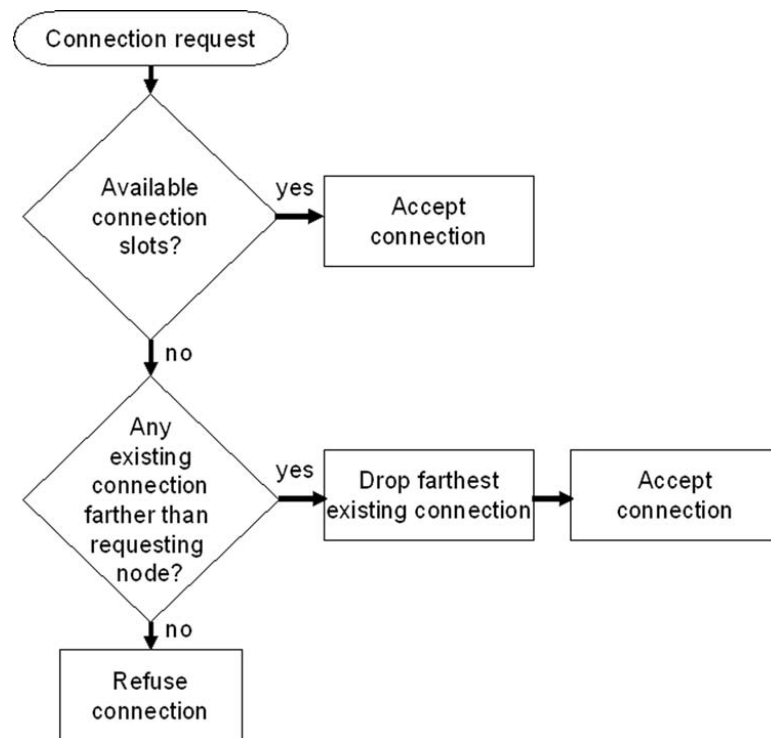 Connection request
Available
connection
slots?
yes
Accept
connection
no
Any
existing
connection
farther than
requesting
node?
yes
Drop farthest
existing connection
Accept
connection
no
Refuse
connection